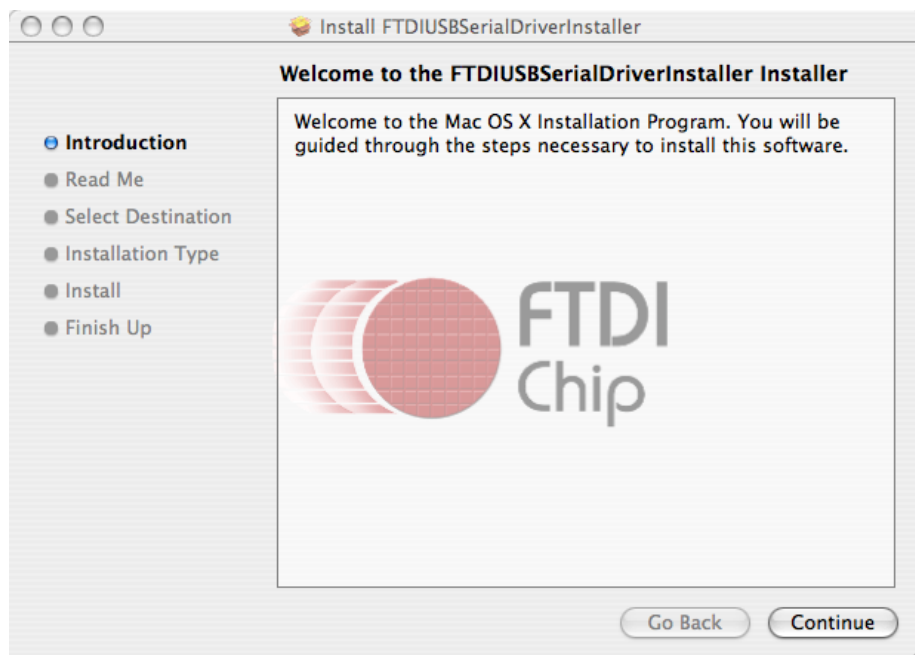 Install FTDIUSBSerialDriverInstaller
Welcome to the FTDIUSBSerialDriverInstaller Installer
Introduction
Read Me
Select Destination
Installation Type
Install
Finish Up
Welcome to the Mac OS X Installation Program. You will be
guided through the steps necessary to install this software.
FTDI
Chip
Go Back
Continue